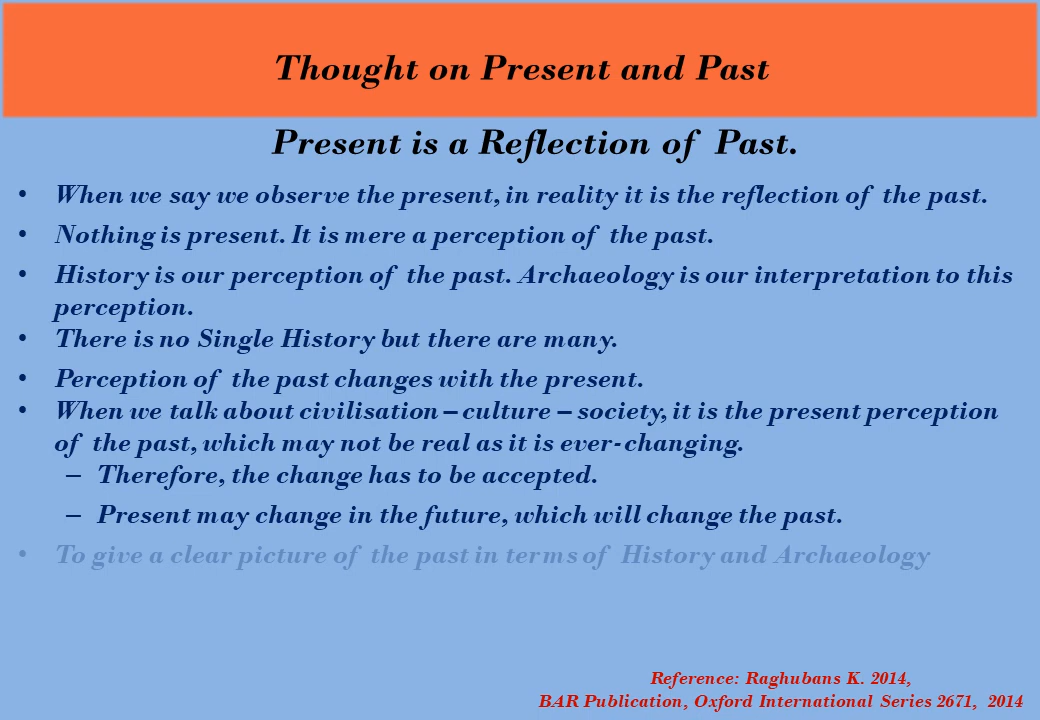 Thought on Present and Past
Present is a Reflection of Past.
• When we say we observe the present, in reality it is the reflection of the past.
• Nothing is present. It is mere a perception of the past.
• History is our perception of the past. Archaeology is our interpretation to this
perception.
• There is no Single History but there are many.
• Perception of the past changes with the present.
• When we talk about civilisation – culture – society, it is the present perception
of the past, which may not be real as it is ever-changing.
– Therefore, the change has to be accepted.
– Present may change in the future, which will change the past.
• To give a clear picture of the past in terms of History and Archaeology
Reference: Raghubans K. 2014,
BAR Publication, Oxford International Series 2671, 2014